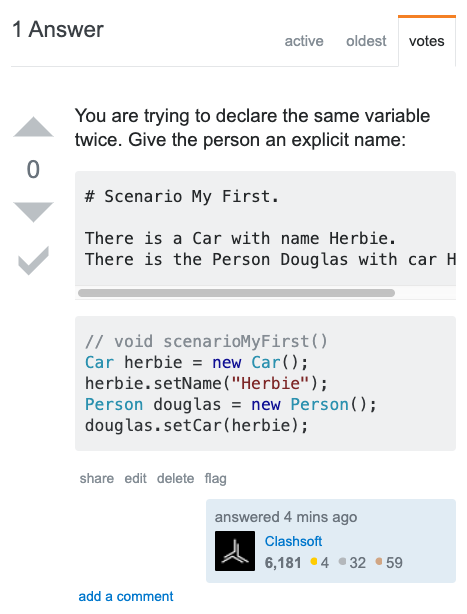 1 Answer
active oldest votes
You are trying to declare the same variable
twice. Give the person an explicit name:
0
# Scenario My First.
There is a Car with name Herbie.
There is the Person Douglas with car H
// void scenarioMyFirst()
Car herbie = new Car();
herbie.setName("Herbie");
Person douglas = new Person();
douglas.setCar(herbie);
share edit delete flag
answered 4 mins ago
Clashsoft
6,181 4 32 59
add a comment